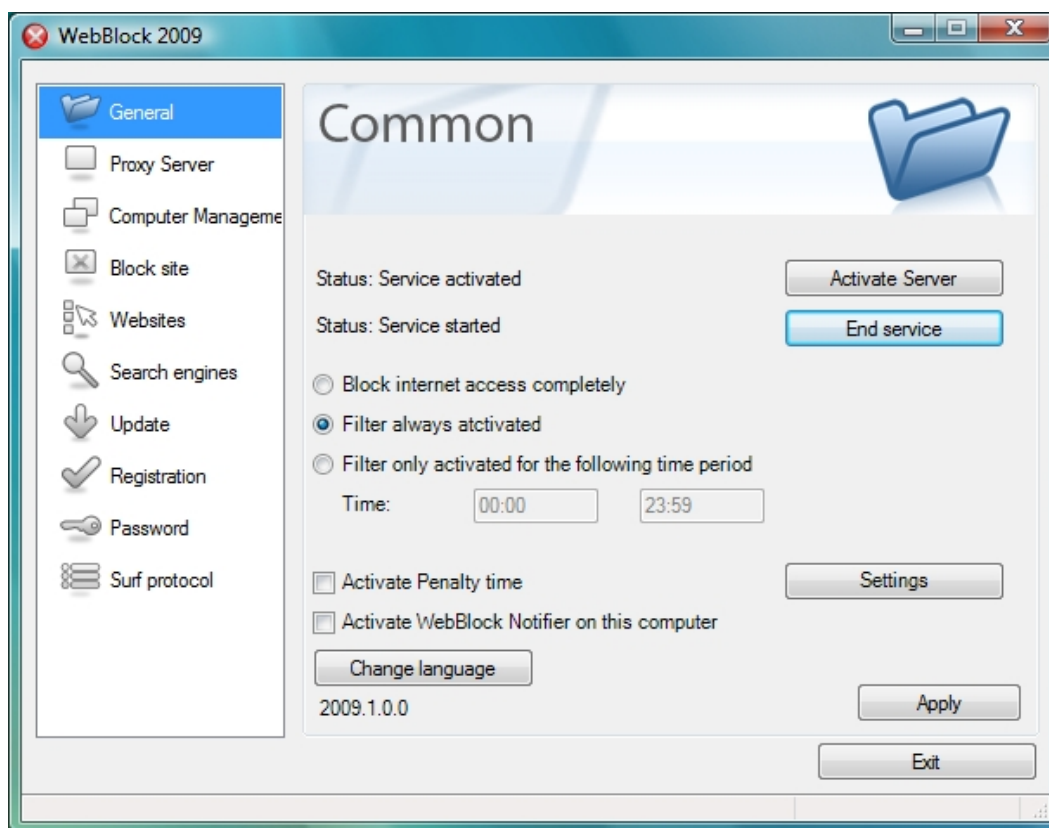 WebBlock 2009
General
Proxy Server
Computer Manageme
Block site
Websites
Search engines
Update
Registration
Password
Surf protocol
Common
Status: Service activated
Activate Server
Status: Service started
End service
Block internet access completely
Filter always atctivated
Filter only activated for the following time period
Time: 00:00 23:59
Activate Penalty time
Settings
Activate WebBlock Notifier on this computer
Change language
2009.1.0.0
Apply
Exit